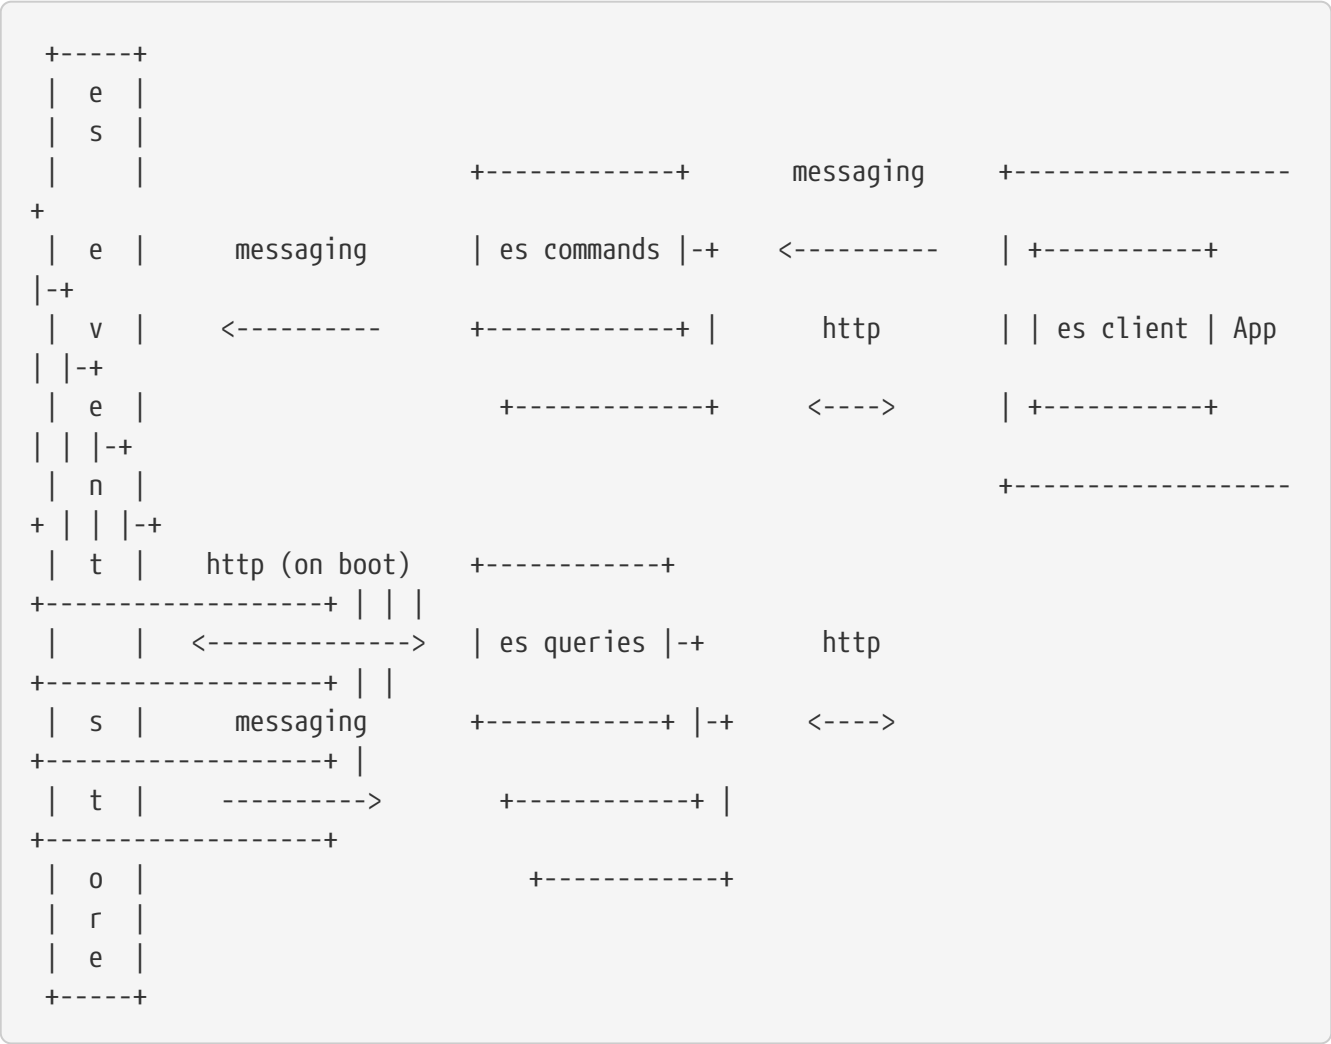 +-----+
 |  e  |
 |  s  |
 |     |                      +-------------+       messaging     +-------------------
+
 |  e  |      messaging       | es commands |-+    <----------    | +-----------+
|-+
 |  v  |     <----------      +-------------+ |       http        | | es client | App
| |-+
 |  e  |                        +-------------+      <---->       | +-----------+
| | |-+
 |  n  |                                                          +-------------------
+ | | |-+
 |  t  |    http (on boot)    +------------+
+-------------------+ | | |
 |     |   <-------------->   | es queries |-+        http
+-------------------+ | |
 |  s  |      messaging       +------------+ |-+     <---->
+-------------------+ |
 |  t  |     ---------->        +------------+ |
+-------------------+
 |  o  |                          +------------+
 |  r  |
 |  e  |
 +-----+